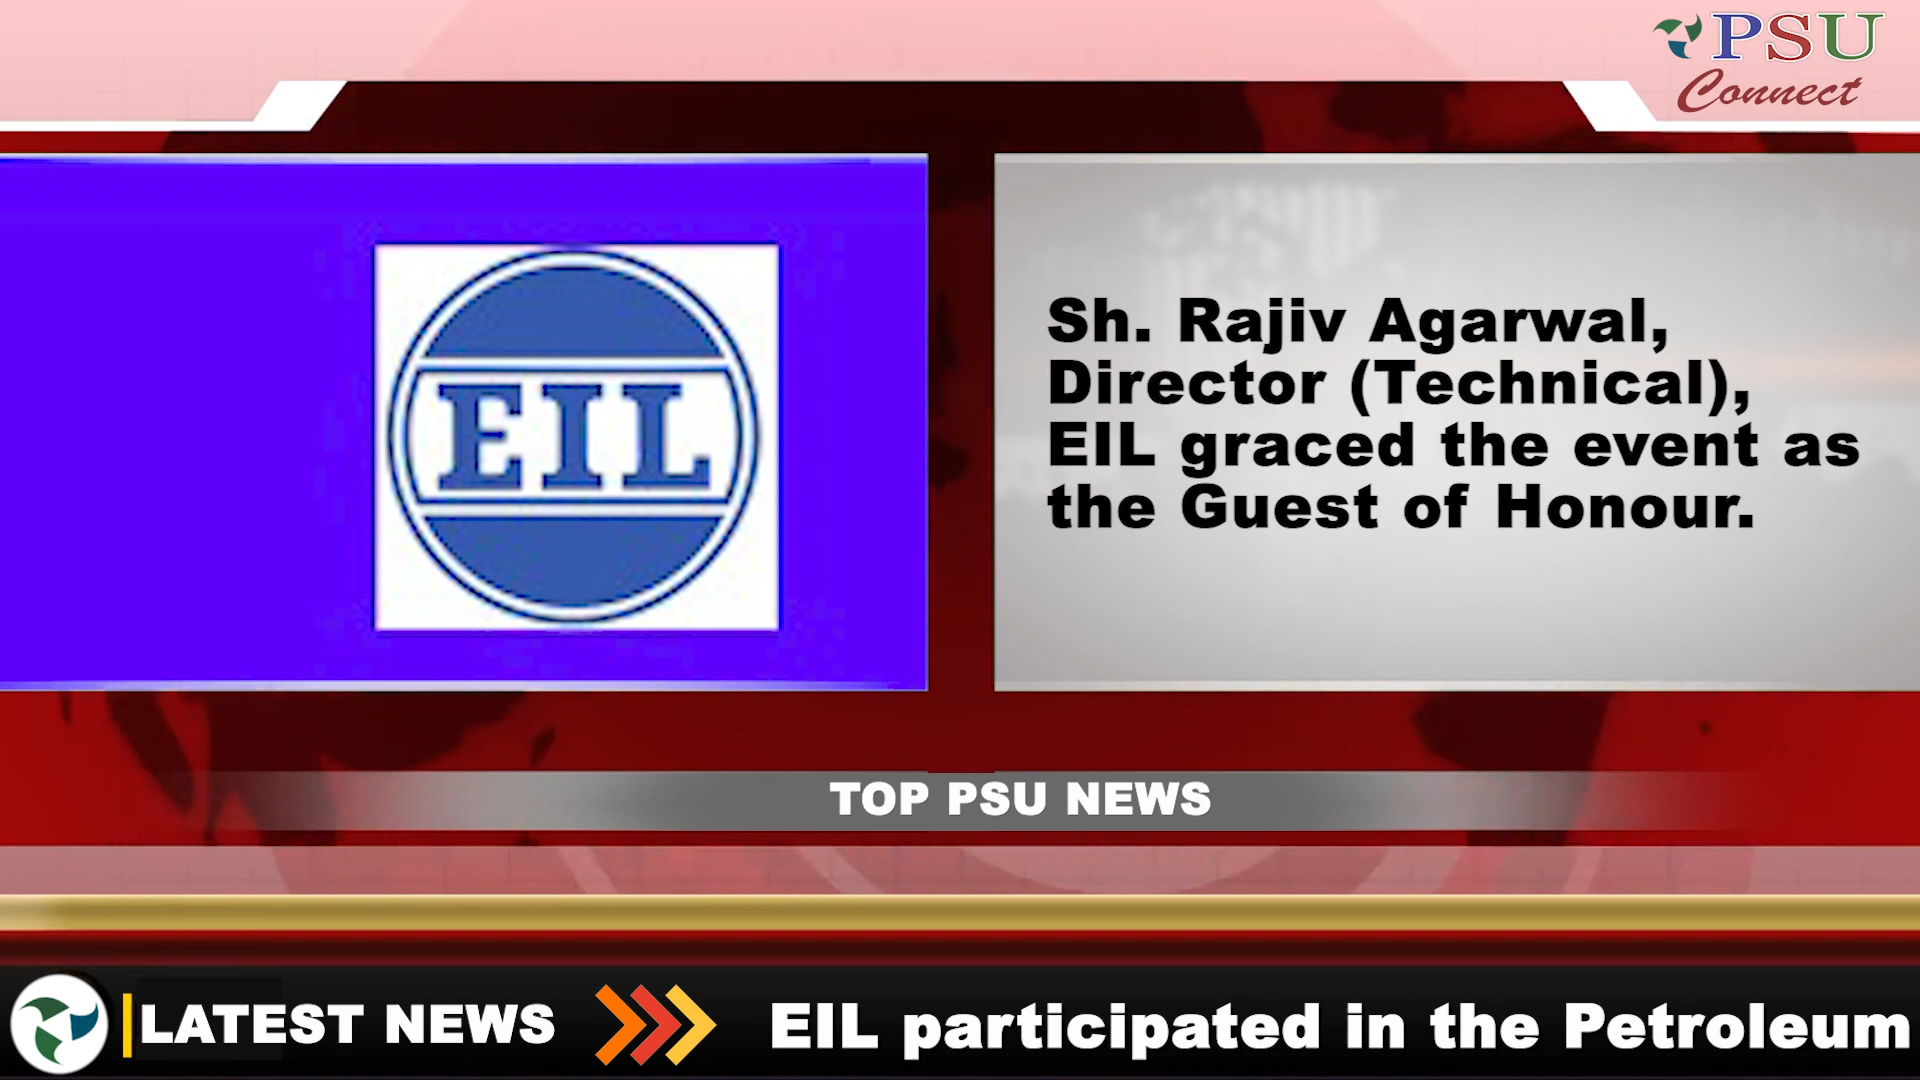 PSU
Connect
EIL
Sh. Rajiv Agarwal,
Director (Technical),
EIL graced the event as
the Guest of Honour.
TOP PSU NEWS
LATEST NEWS
EIL participated in the Petroleum